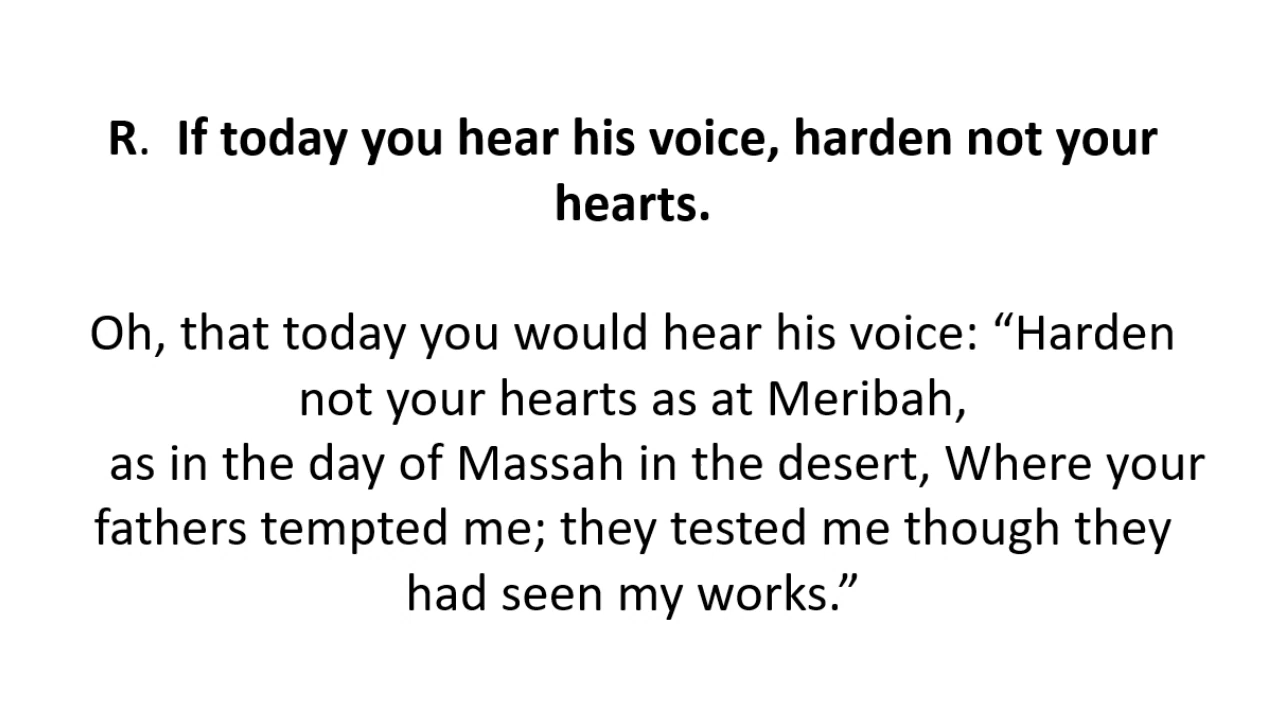 R.  If today you hear his voice, harden not your
hearts.
Oh, that today you would hear his voice: “Harden
not your hearts as at Meribah,
as in the day of Massah in the desert, Where your
fathers tempted me; they tested me though they
had seen my works.”